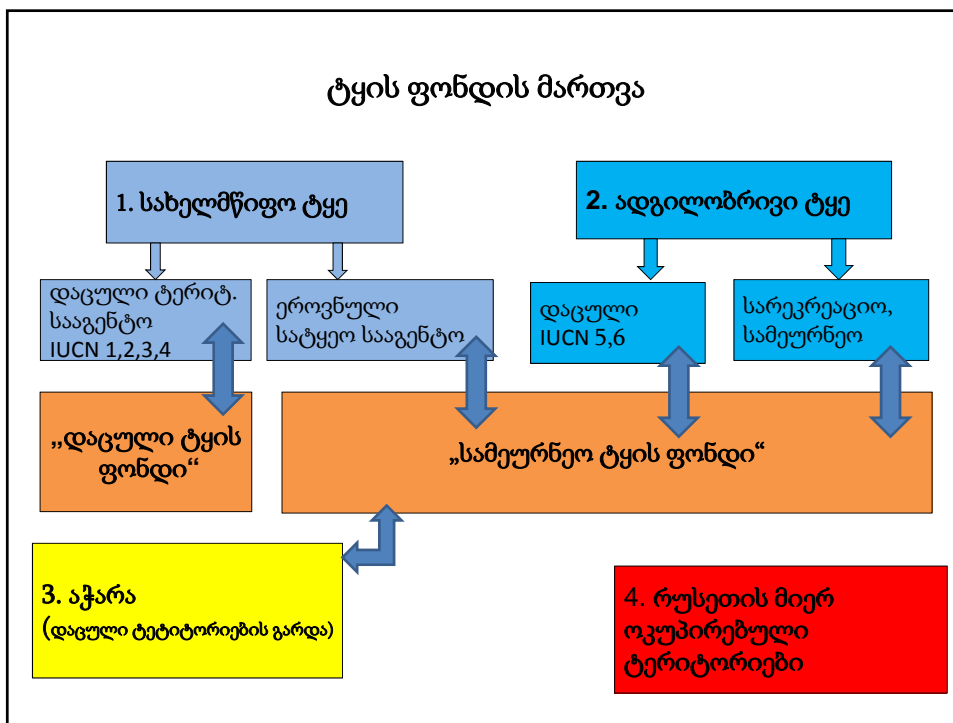 ტყის ფონდის მართვა
1. სახელმწიფო ტყე
2. ადგილობრივი ტყე
დაცული ტერიტ.
სააგენტო
IUCN 1,2,3,4
ეროვნული
სატყეო სააგენტო
დაცული
IUCN 5,6
სარეკრეაციო,
სამეურნეო
„დაცული ტყის
ფონდი“
„სამეურნეო ტყის ფონდი“
3. აჭარა
(დაცული ტეტიტორიების გარდა)
4. რუსეთის მიერ
ოკუპირებული
ტერიტორიები